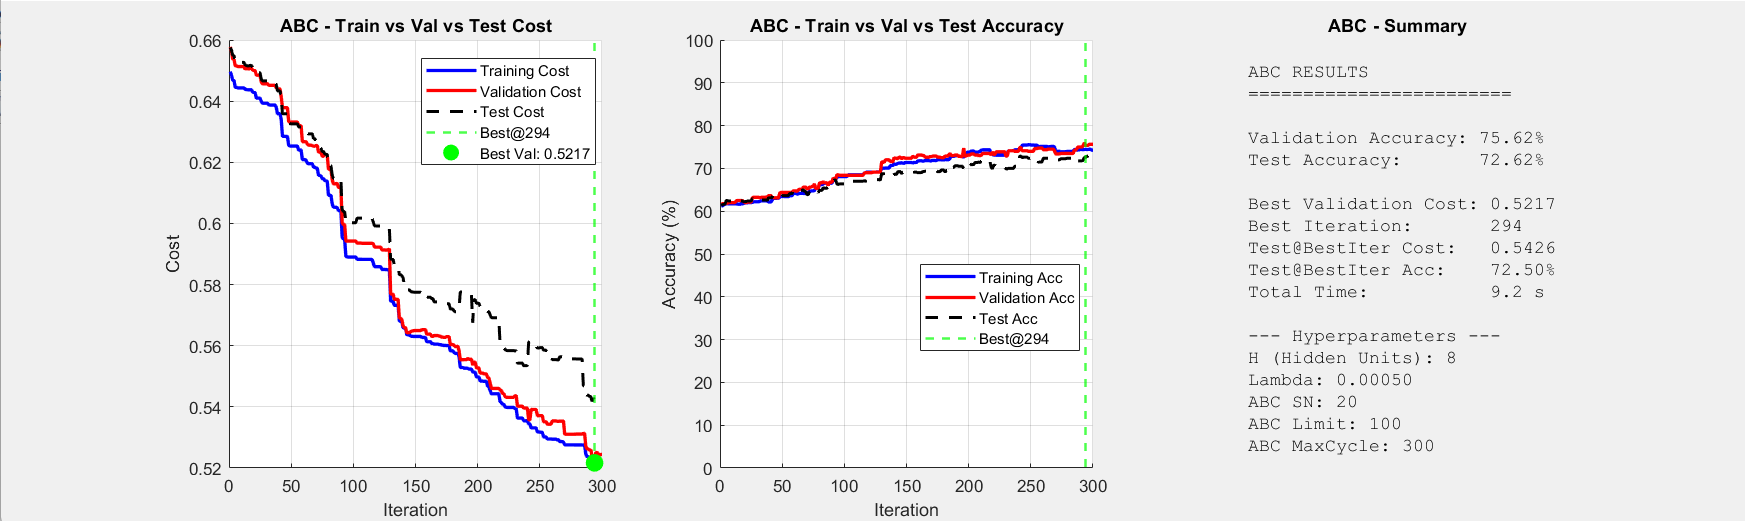 ABC - Train vs Val vs Test Cost
0.66
0.64
0.62
0.6
0.58
0.56
0.54
0.52
Cost
0
50
100
150
200
250
300
Iteration
Training Cost
Validation Cost
Test Cost
Best@294
Best Val: 0.5217
ABC - Train vs Val vs Test Accuracy
100
90
80
70
60
50
40
30
20
10
0
Accuracy (%)
0
50
100
150
200
250
300
Iteration
Training Acc
Validation Acc
Test Acc
Best@294
ABC - Summary
ABC RESULTS
========================
Validation Accuracy: 75.62%
Test Accuracy: 72.62%
Best Validation Cost: 0.5217
Best Iteration: 294
Test@BestIter Cost: 0.5426
Test@BestIter Acc: 72.50%
Total Time: 9.2 s
--- Hyperparameters ---
H (Hidden Units): 8
Lambda: 0.00050
ABC SN: 20
ABC Limit: 100
ABC MaxCycle: 300